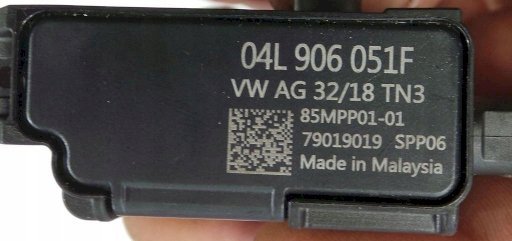 04L 906 051F
VW AG 32/18 TN3
85MPP01-01
79019019 SPP06
Made in Malaysia